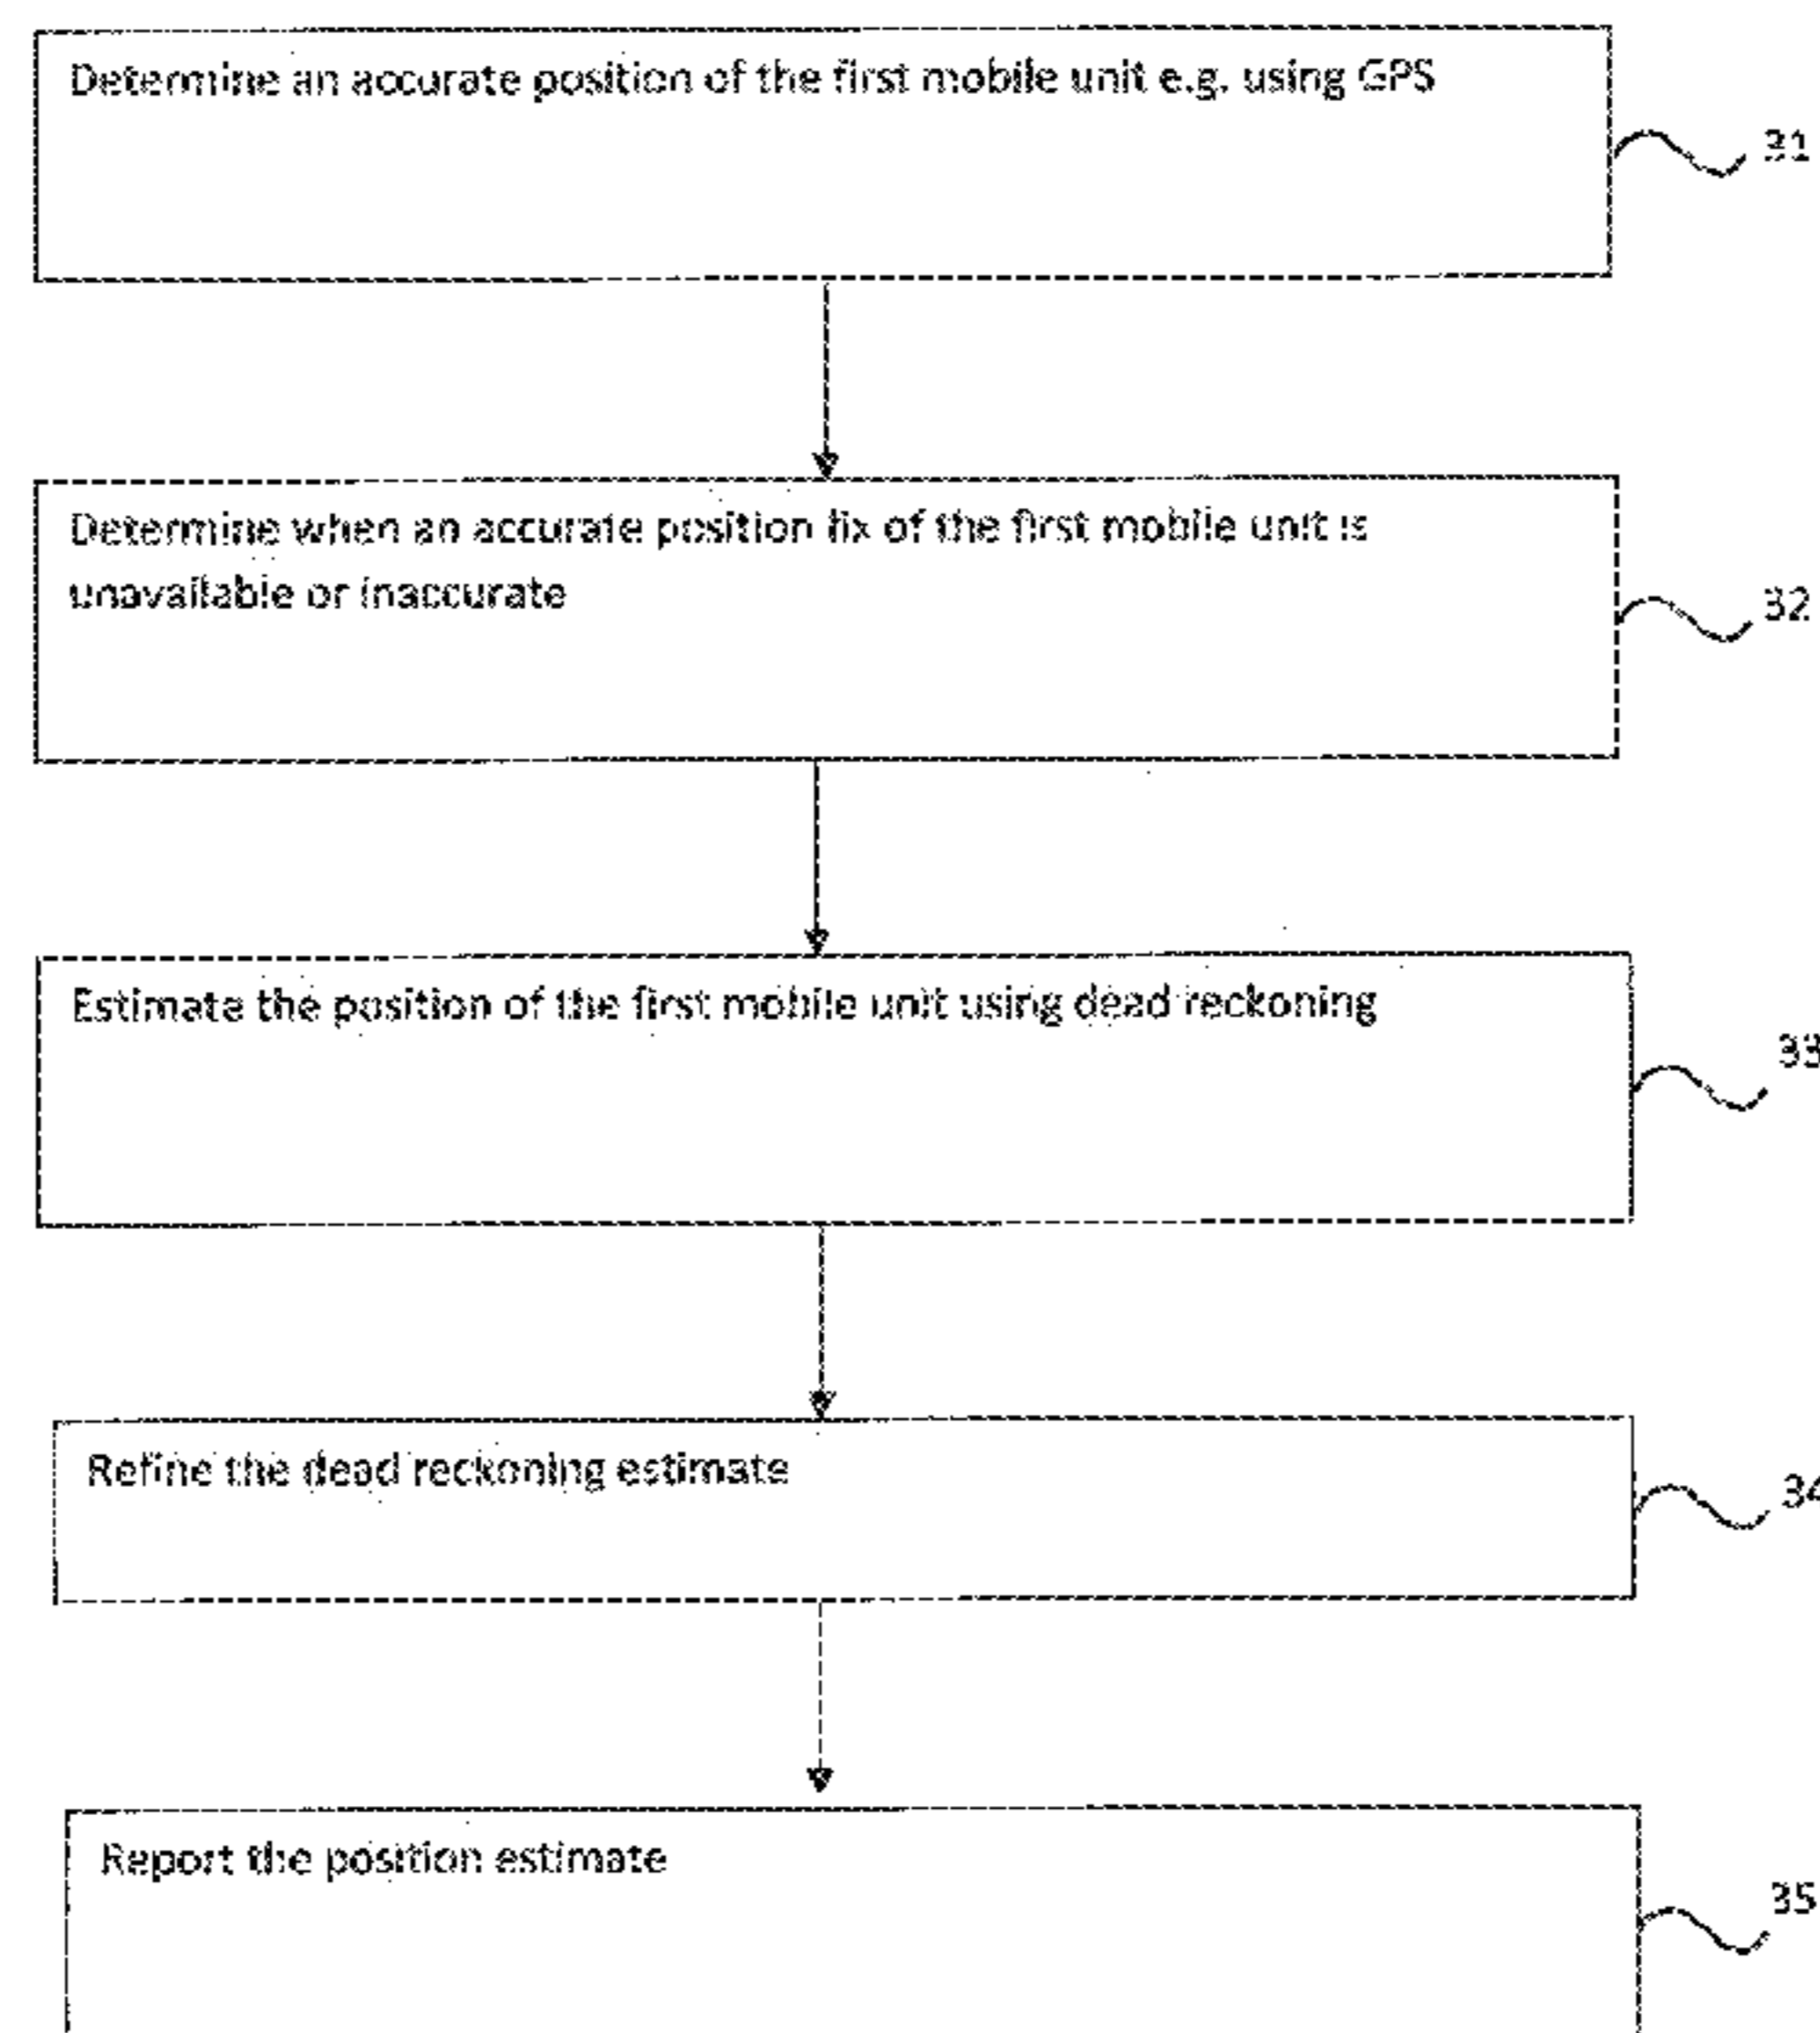 Determine an accurate position of the first mobile unit e.g. using GPS
31
Determine when an accurate position fix of the first mobile unit is
unavailable or inaccurate
32
Estimate the position of the first mobile unit using dead reckoning
33
Refine the dead reckoning estimate
34
Report the position estimate
35